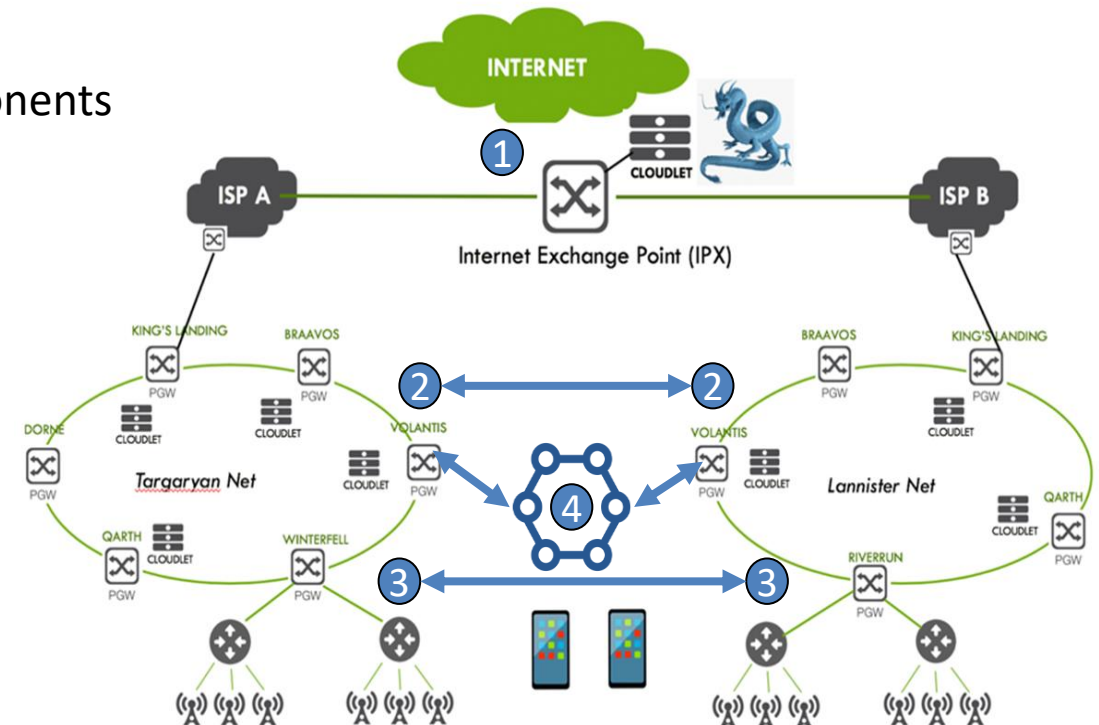 onents
INTERNET
1
CLOUDLET
ISP A
ISP B
Internet Exchange Point (IPX)
KING'S LANDING
BRAAVOS
BRAAVOS
KING'S LANDING
PGW
PGW
2
2
PGW
PGW
CLOUDLET
CLOUDLET
CLOUDLET
DORNE
VOLANTIS
VOLANTIS
PGW
Targaryan Net
CLOUDLET
PGW
4
PGW
CLOUDLET
Lannister Net
QARTH
CLOUDLET
QARTH
CLOUDLET
WINTERFELL
RIVERRUN
PGW
PGW
PGW
3
3
PGW
PGW